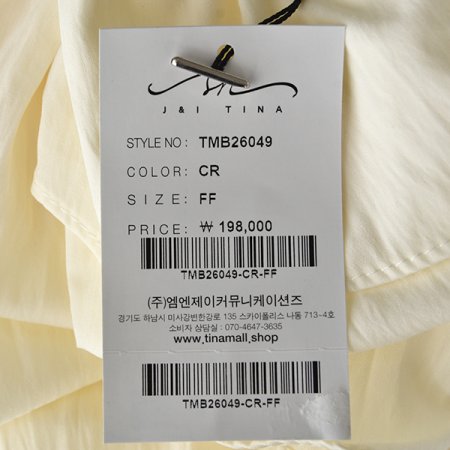 J&I TINA
STYLE NO : TMB26049
COLOR: CR
SIZE: FF
PRICE: ₩ 198,000
TMB26049-CR-FF
(주)엠엔제이커뮤니케이션즈
경기도 하남시 미사강변한강로 135 스카이폴리스 나동 713-4호
소비자 상담실 : 070-4647-3635
www.tinamall.shop
TMB26049-CR-FF